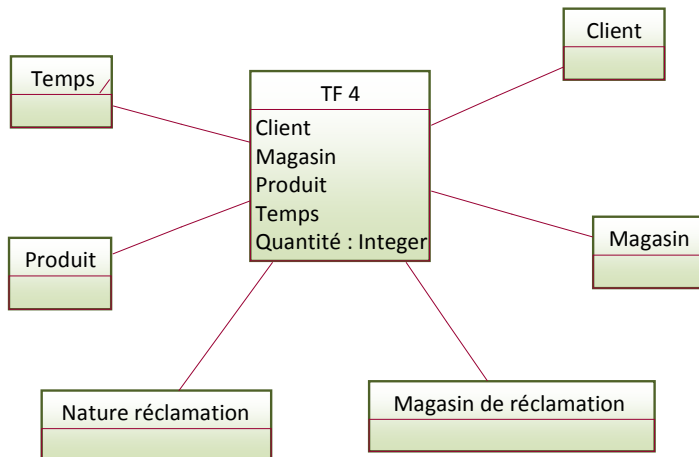 Client
Temps
TF 4
Client
Magasin
Produit
Temps
Quantité : Integer
Produit
Magasin
Nature réclamation
Magasin de réclamation